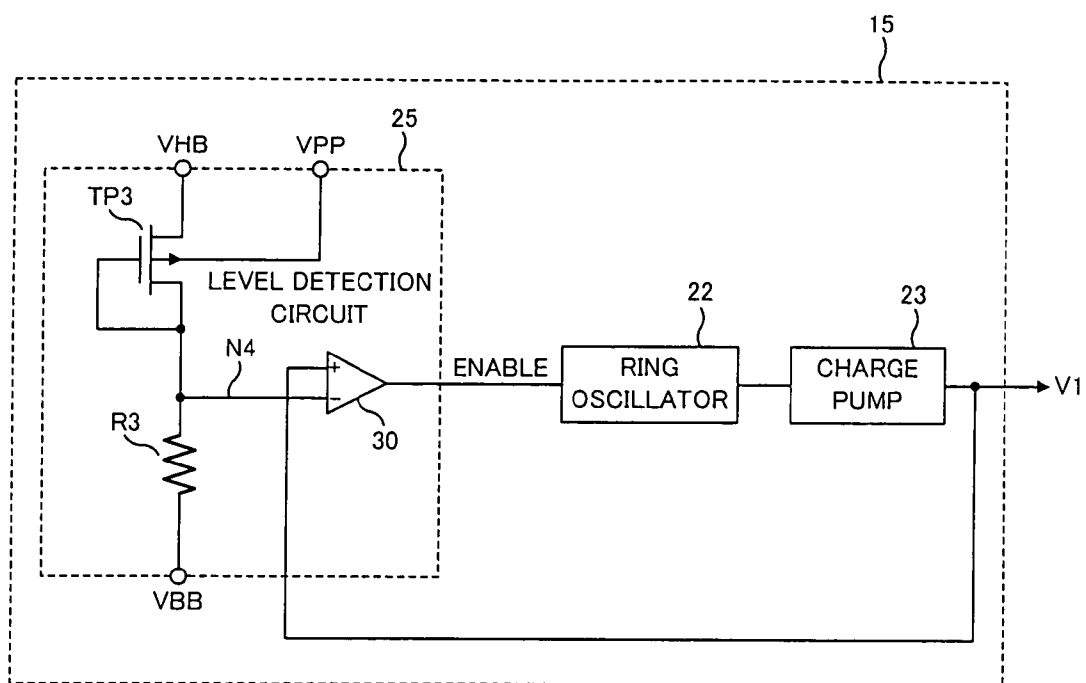 15
25
VHB
VPP
TP3
LEVEL DETECTION
CIRCUIT
N4
+
-
30
R3
VBB
ENABLE
22
RING
OSCILLATOR
23
CHARGE
PUMP
V1